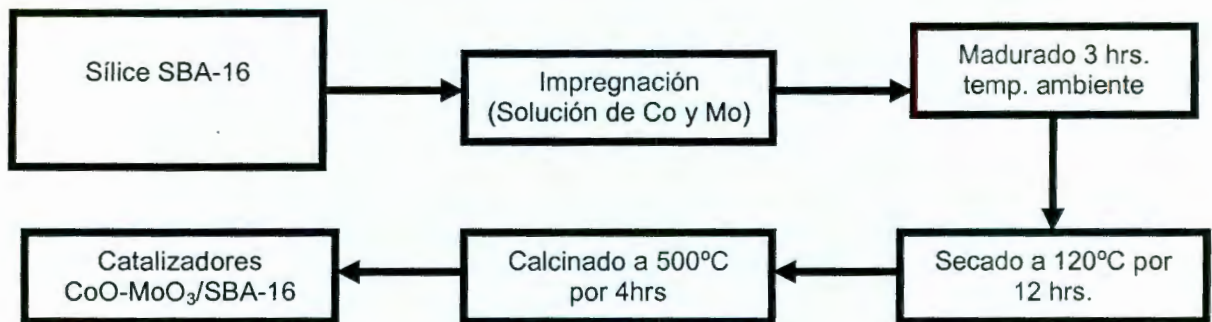 Sílice SBA-16
Impregnación
(Solución de Co y Mo)
Madurado 3 hrs.
temp. ambiente
Secado a 120ºC por
12 hrs.
Calcinado a 500ºC
por 4hrs
Catalizadores
CoO-MoO₃/SBA-16